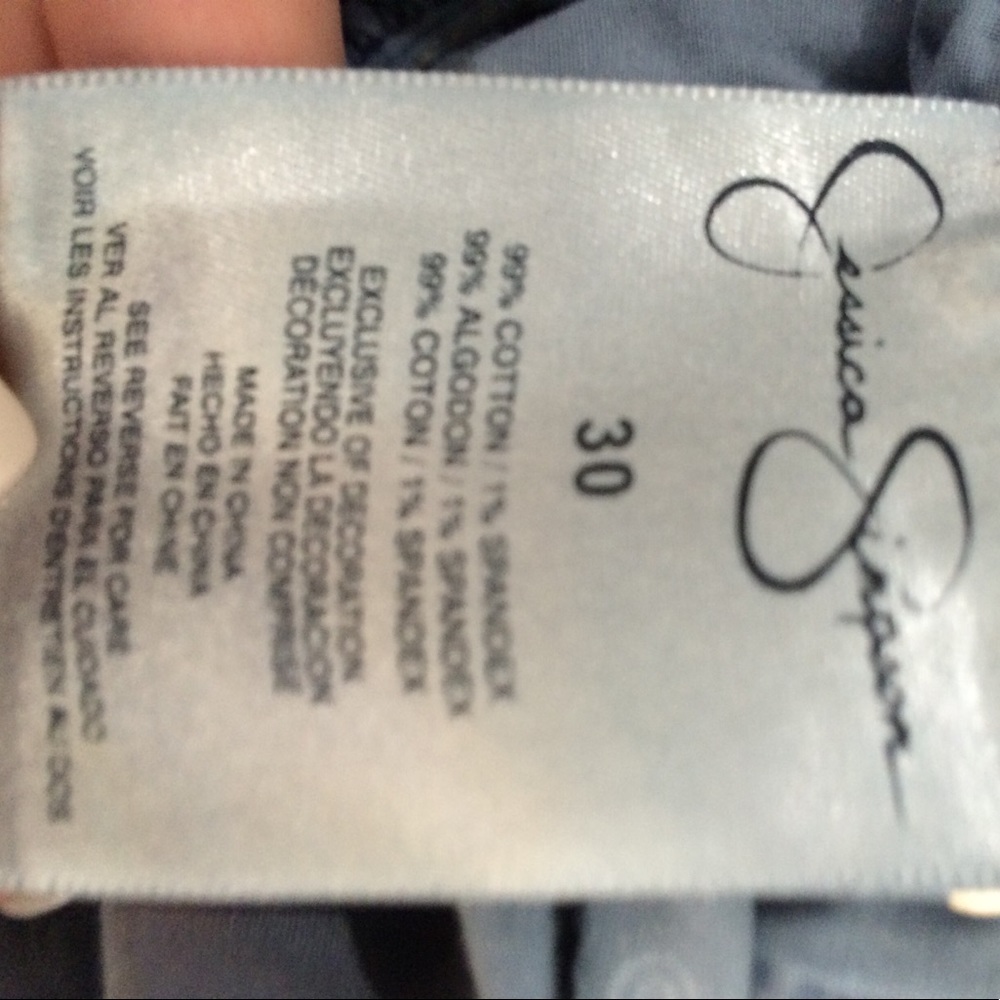 Jessica Simpson
30
99% COTTON / 1% SPANDEX
99% ALGODON / 1% SPANDEX
99% COTON / 1% SPANDEX
EXCLUSIVE OF DECORATION
EXCLUYENDO LA DECORACION
DÉCORATION NON COMPRISE
MADE IN CHINA
HECHO EN CHINA
FAIT EN CHINE
SEE REVERSE FOR CARE
VER AL REVERSO PARA EL CUIDADO
VOIR LES INSTRUCTIONS D'ENTRETIEN AU DOS